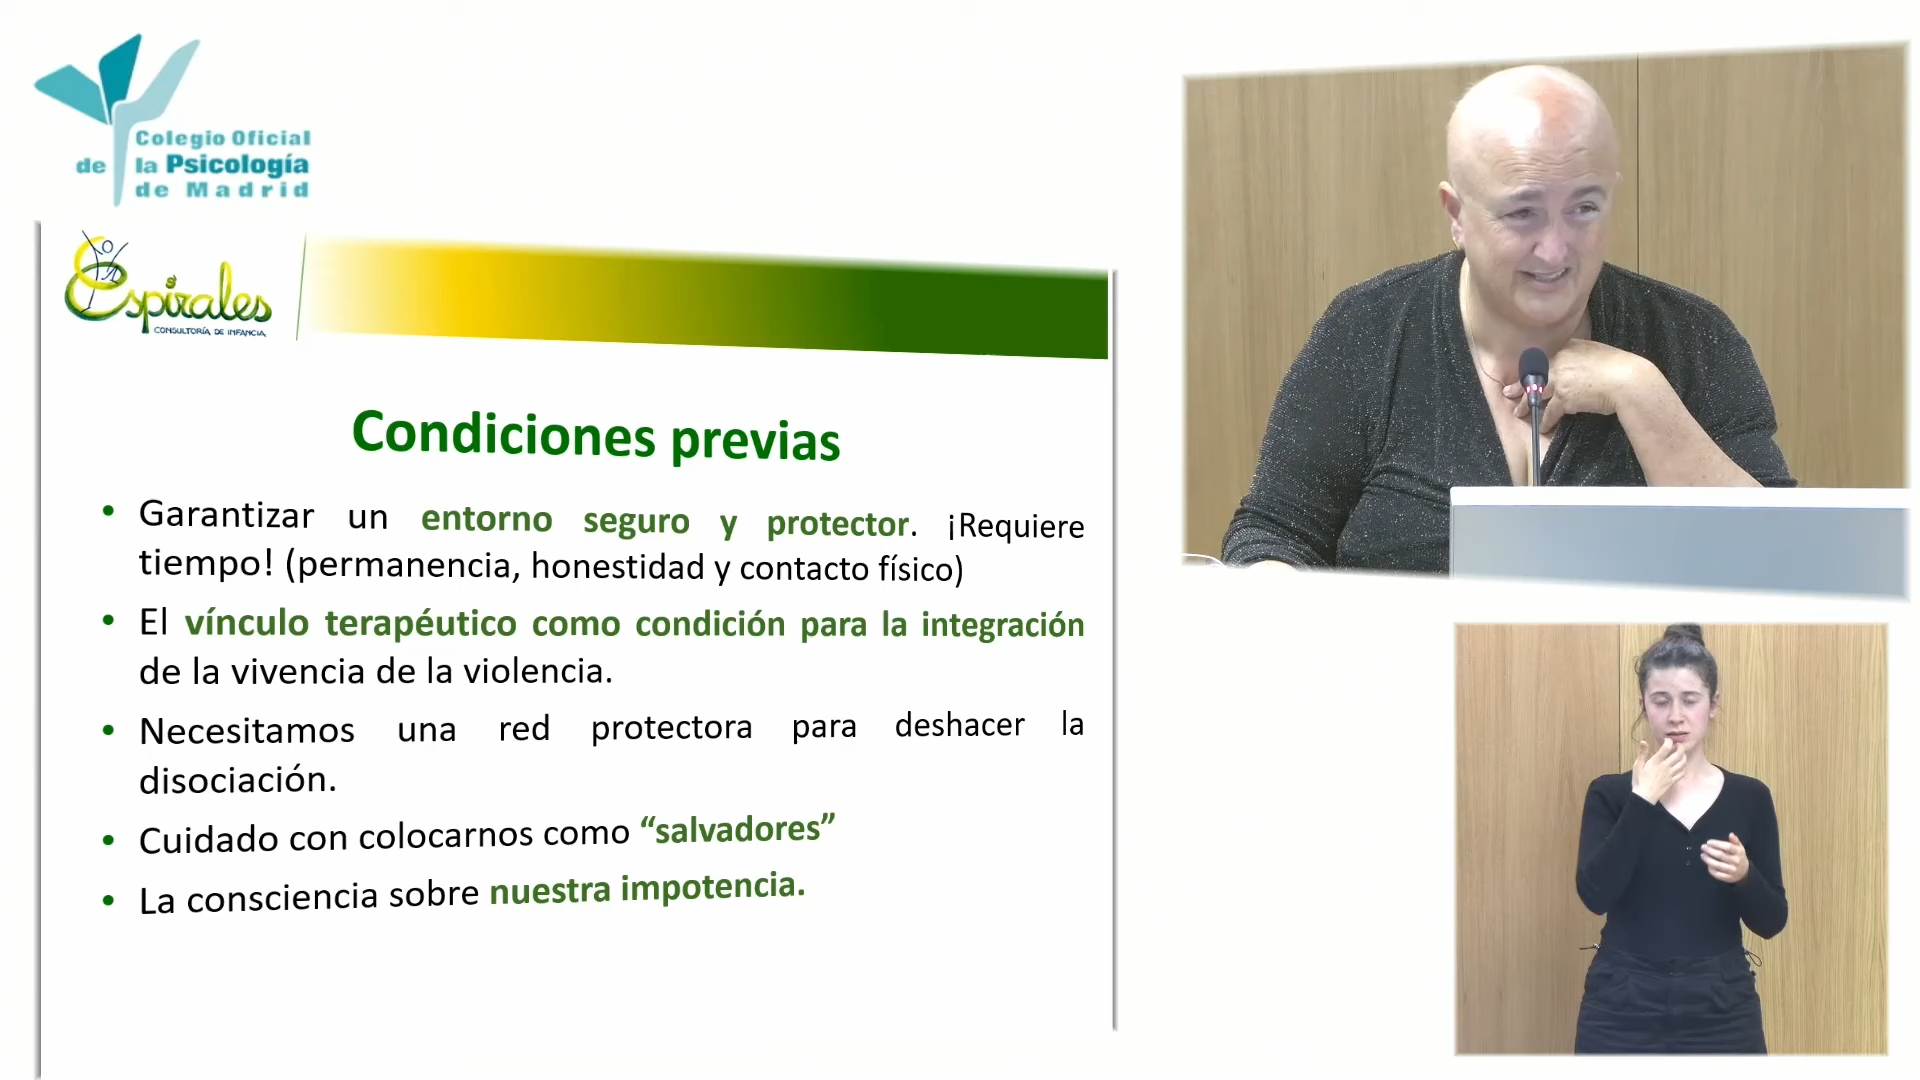 Colegio Oficial
de la Psicología
de Madrid
Espirales
CONSULTORÍA DE INFANCIA
Condiciones previas
• Garantizar un entorno seguro y protector. ¡Requiere
tiempo! (permanencia, honestidad y contacto físico)
• El vínculo terapéutico como condición para la integración
de la vivencia de la violencia.
• Necesitamos una red protectora para deshacer la
disociación.
• Cuidado con colocarnos como “salvadores”
• La consciencia sobre nuestra impotencia.